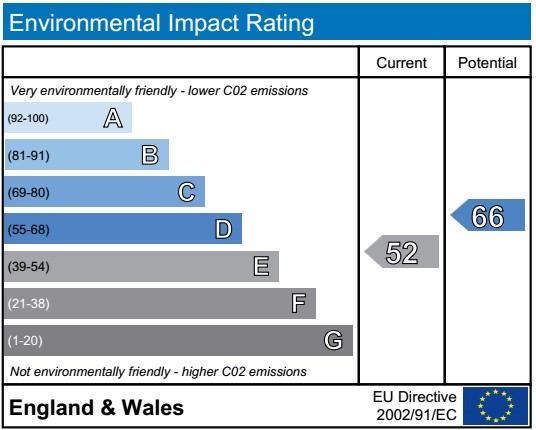 Environmental Impact Rating
Current Potential
Very environmentally friendly - lower C02 emissions
(92-100) A
(81-91) B
(69-80) C
66
(55-68) D
52
(39-54) E
(21-38) F
(1-20) G
Not environmentally friendly - higher C02 emissions
England & Wales
EU Directive
2002/91/EC